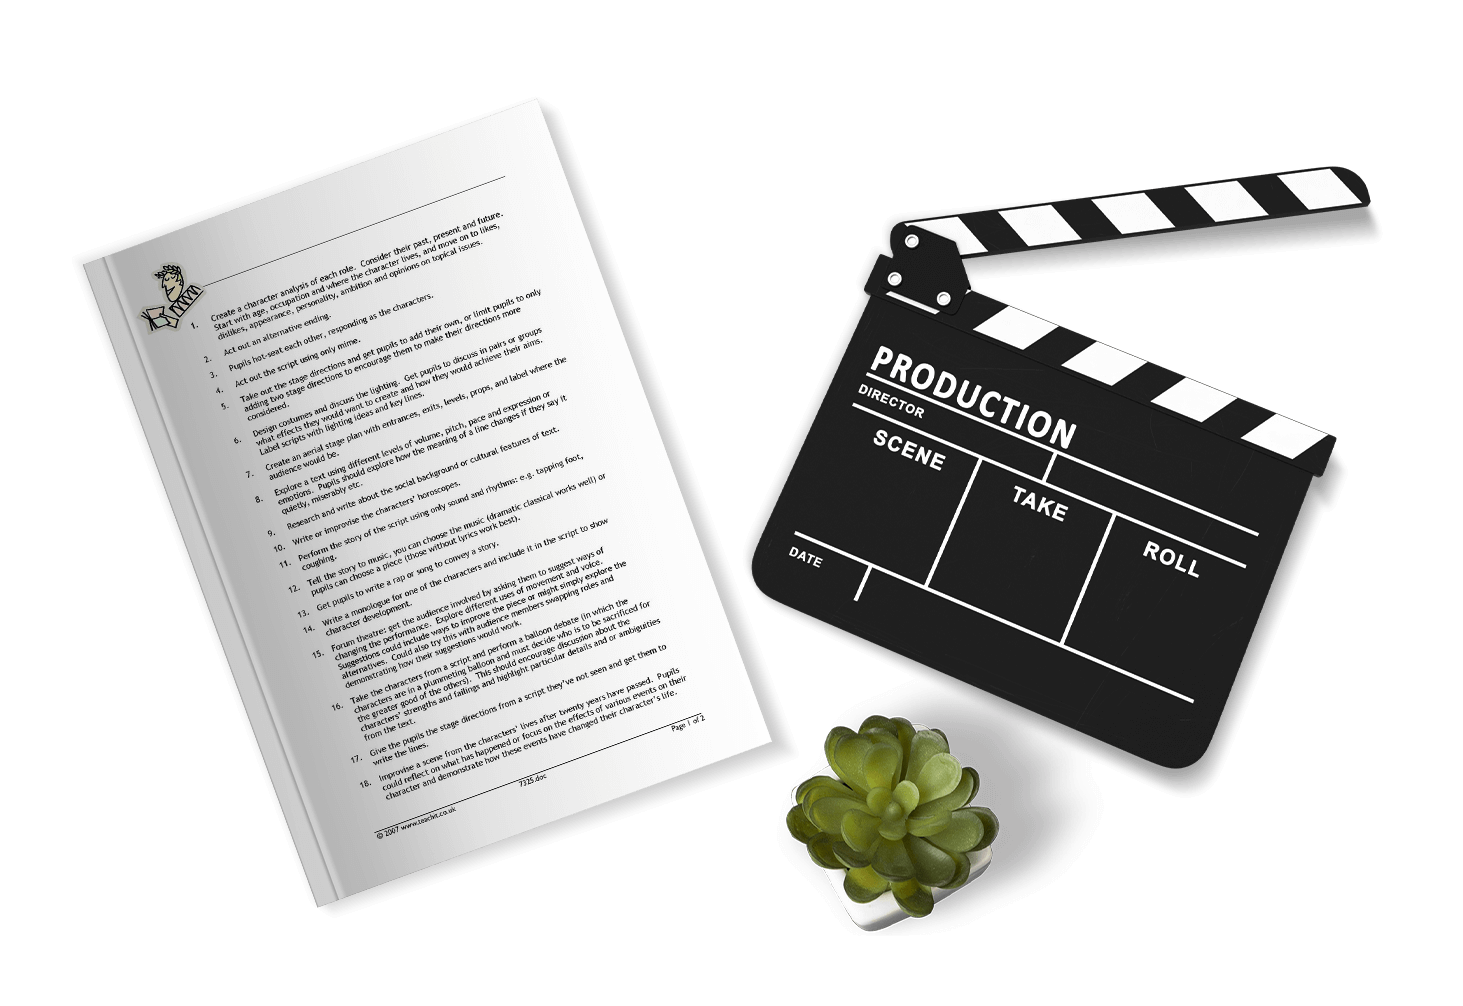 1. Create a character analysis of each role. Consider their past, present and future.
Start with age, occupation and where the character lives, and move on to likes,
dislikes, appearance, personality, ambition and opinions on topical issues.
2. Act out an alternative ending.
3. Pupils hot-seat each other, responding as the characters.
4. Act out the script using only mime.
5. Take out the stage directions and get pupils to add their own, or limit pupils to only
adding two stage directions to encourage them to make their directions more
considered.
6. Design costumes and discuss the lighting. Get pupils to discuss in pairs or groups
what effects they would want to create and how they would achieve their aims.
Label scripts with lighting ideas and key lines.
7. Create an aerial stage plan with entrances, exits, levels, props, and label where the
audience would be.
8. Explore a text using different levels of volume, pitch, pace and expression or
emotions. Pupils should explore how the meaning of a line changes if they say it
quietly, miserably etc.
9. Research and write about the social background or cultural features of text.
10. Write or improvise the characters' horoscopes.
11. Perform the story of the script using only sound and rhythms: e.g. tapping foot,
coughing.
12. Tell the story to music, you can choose the music (dramatic classical works well) or
pupils can choose a piece (those without lyrics work best).
13. Get pupils to write a rap or song to convey a story.
14. Write a monologue for one of the characters and include it in the script to show
character development.
15. Forum theatre: get the audience involved by asking them to suggest ways of
changing the performance. Explore different uses of movement and voice.
Suggestions could include ways to improve the piece or might simply explore the
alternatives. Could also try this with audience members swapping roles and
demonstrating how their suggestions would work.
16. Take the characters from a script and perform a balloon debate (in which the
characters are in a plummeting balloon and must decide who is to be sacrificed for
the greater good of the others). This should encourage discussion about the
characters' strengths and failings and highlight particular details and or ambiguities
from the text.
17. Give the pupils the stage directions from a script they've not seen and get them to
write the lines.
18. Improvise a scene from the characters' lives after twenty years have passed. Pupils
could reflect on what has happened or focus on the effects of various events on their
character and demonstrate how these events have changed their character's life.
© 2007 www.teachit.co.uk 7325.doc Page 1 of 2
PRODUCTION
DIRECTOR
SCENE TAKE ROLL
DATE